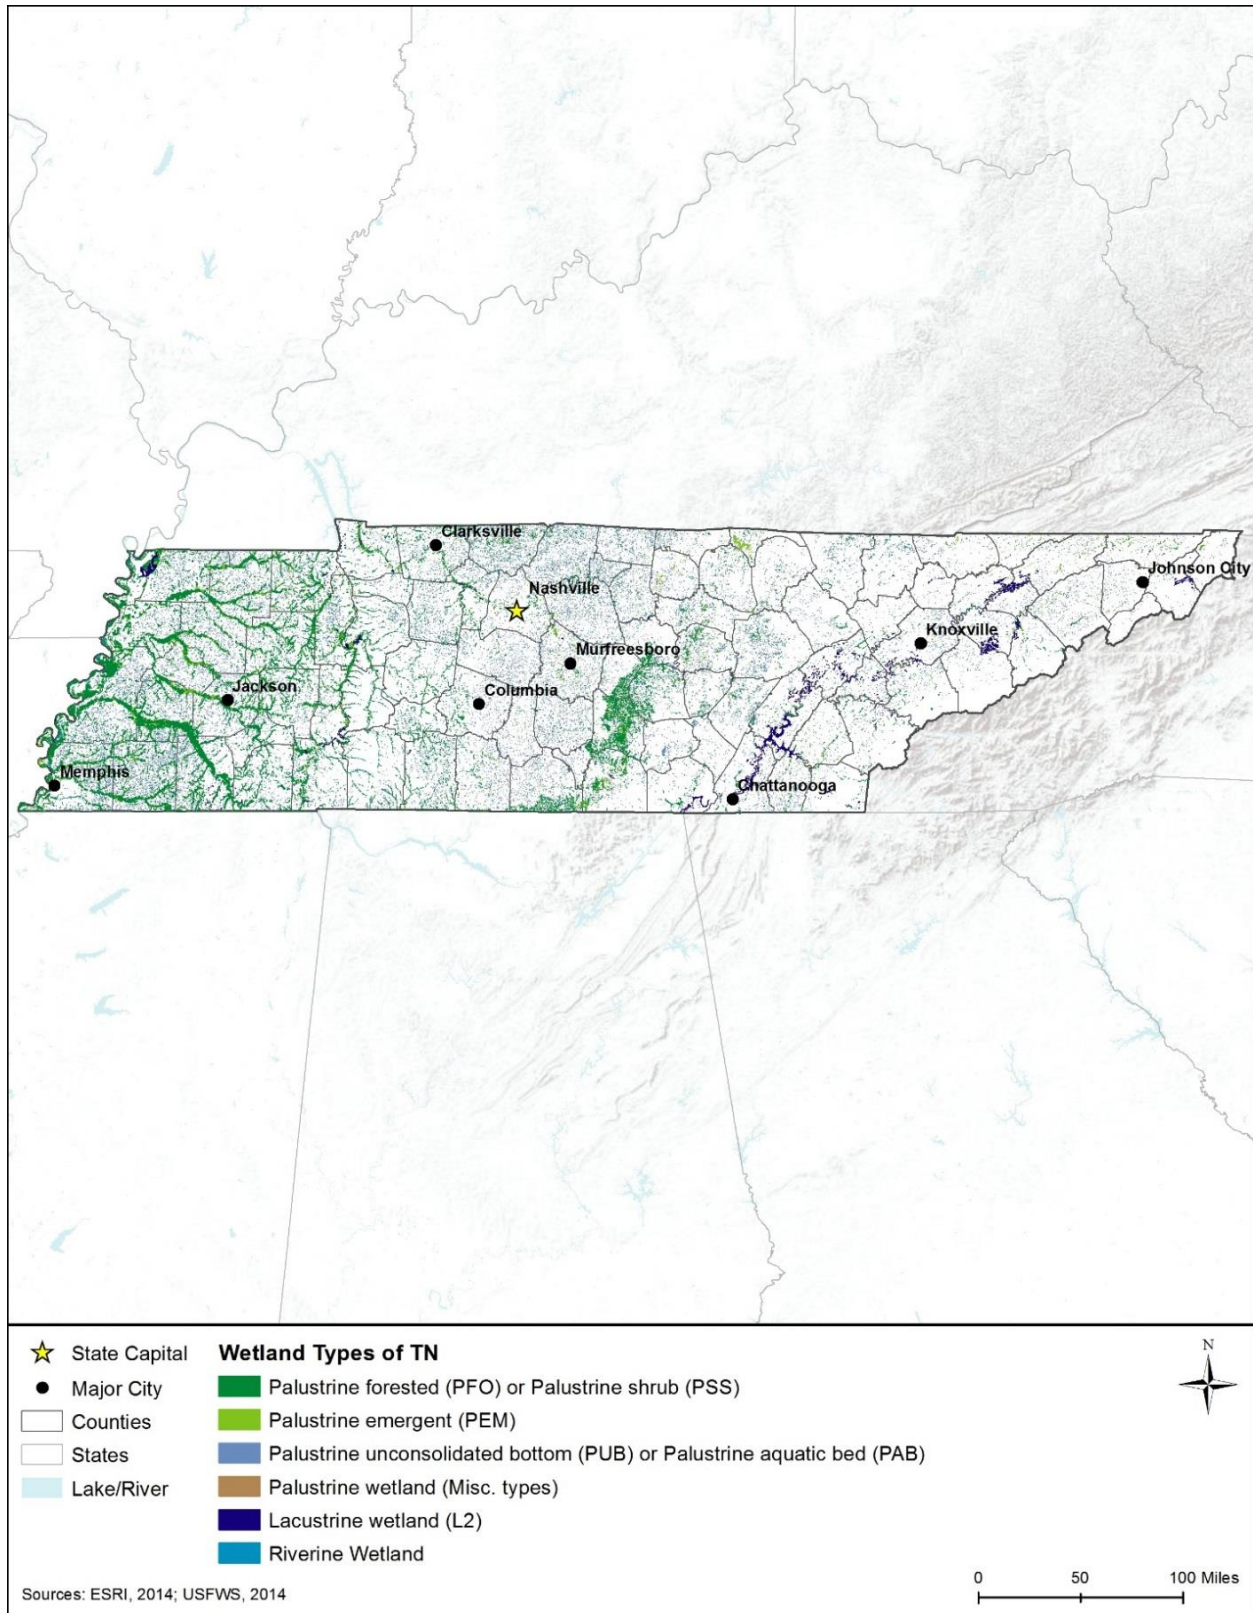 Clarksville
Johnson City
Nashville
Knoxville
Murfreesboro
Jackson
Columbia
Memphis
Chattanooga
State Capital
Major City
Counties
States
Lake/River
Wetland Types of TN
Palustrine forested (PFO) or Palustrine shrub (PSS)
Palustrine emergent (PEM)
Palustrine unconsolidated bottom (PUB) or Palustrine aquatic bed (PAB)
Palustrine wetland (Misc. types)
Lacustrine wetland (L2)
Riverine Wetland
N
0 50 100 Miles
Sources: ESRI, 2014; USFWS, 2014